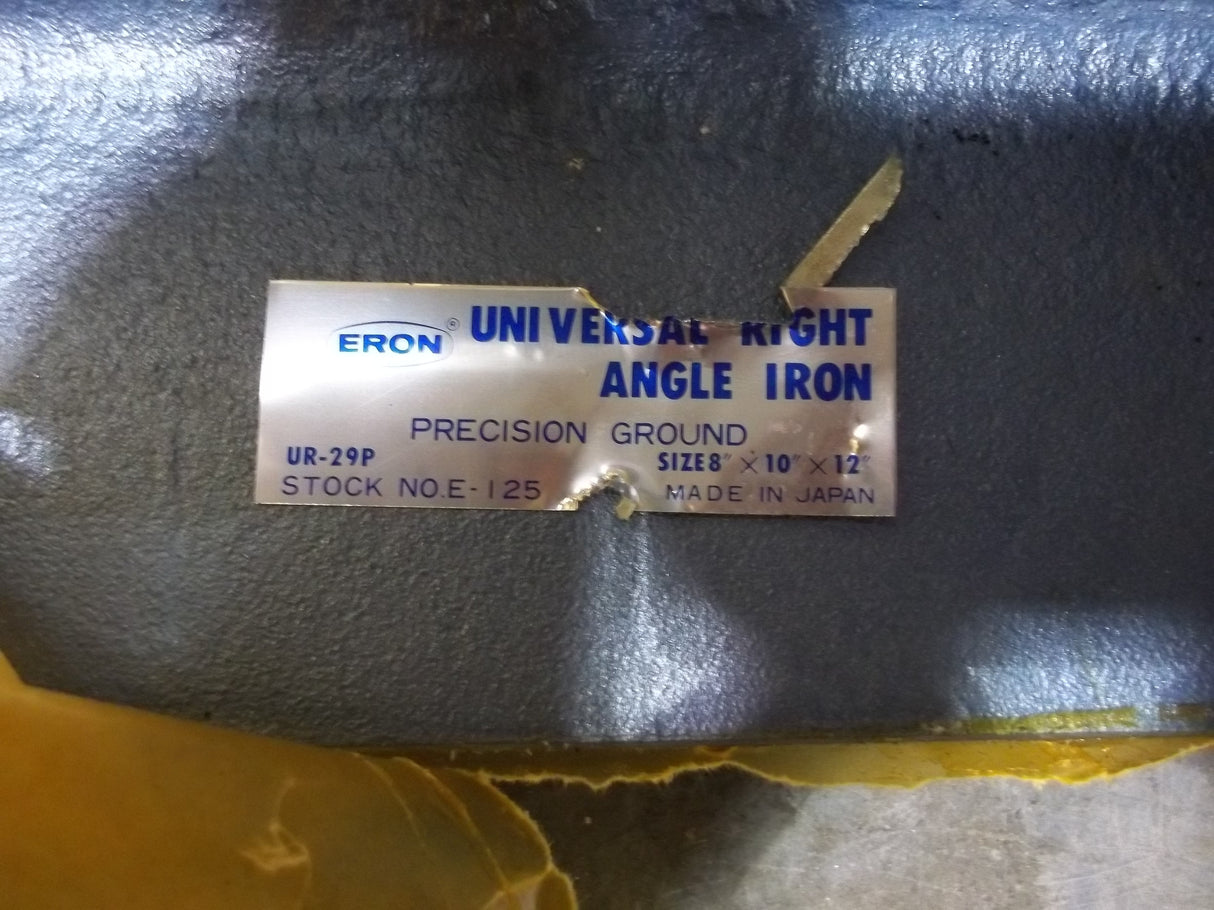 ERON ® UNIVERSAL RIGHT
ANGLE IRON
PRECISION GROUND
UR-29P SIZE 8" × 10" × 12"
STOCK NO. E-125 MADE IN JAPAN